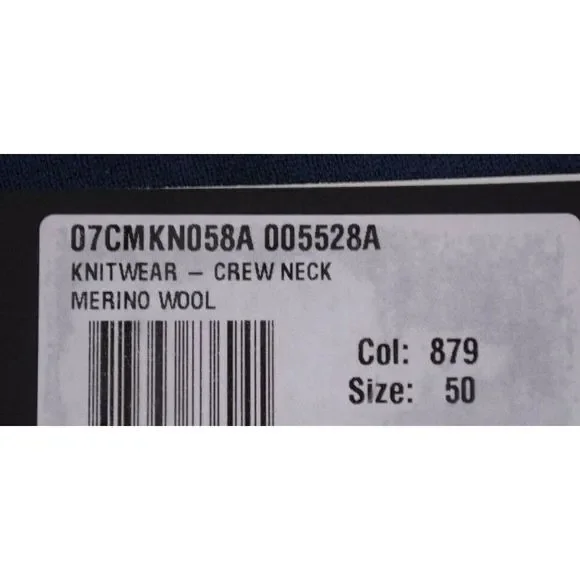 07CMKN058A 005528A
KNITWEAR – CREW NECK
MERINO WOOL
Col: 879
Size: 50